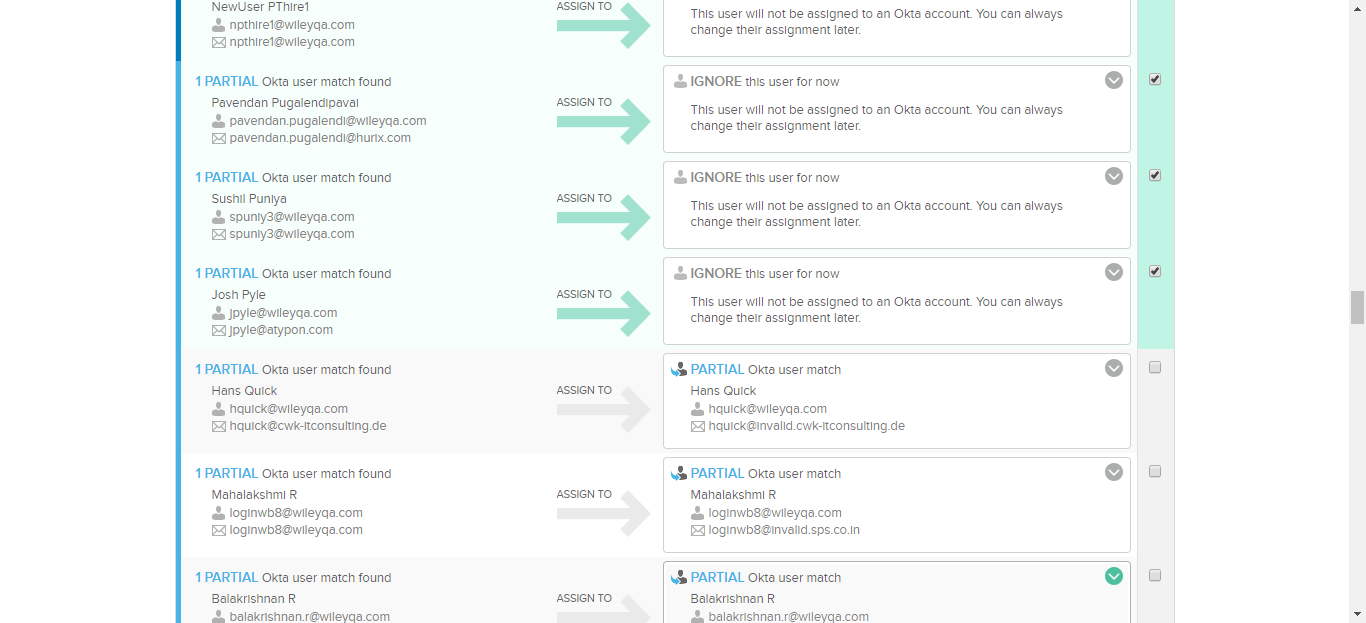 NewUser PThire1
npthire1@wileyqa.com
npthire1@wileyqa.com
ASSIGN TO
This user will not be assigned to an Okta account. You can always
change their assignment later.
1 PARTIAL Okta user match found
Pavendan Pugalendipavai
pavendan.pugalendi@wileyqa.com
pavendan.pugalendi@hurix.com
ASSIGN TO
IGNORE this user for now
This user will not be assigned to an Okta account. You can always
change their assignment later.
1 PARTIAL Okta user match found
Sushil Puniya
spuniy3@wileyqa.com
spuniy3@wileyqa.com
ASSIGN TO
IGNORE this user for now
This user will not be assigned to an Okta account. You can always
change their assignment later.
1 PARTIAL Okta user match found
Josh Pyle
jpyle@wileyqa.com
jpyle@atypon.com
ASSIGN TO
IGNORE this user for now
This user will not be assigned to an Okta account. You can always
change their assignment later.
1 PARTIAL Okta user match found
Hans Quick
hquick@wileyqa.com
hquick@cwk-itconsulting.de
ASSIGN TO
PARTIAL Okta user match
Hans Quick
hquick@wileyqa.com
hquick@invalid.cwk-itconsulting.de
1 PARTIAL Okta user match found
Mahalakshmi R
loginwb8@wileyqa.com
loginwb8@wileyqa.com
ASSIGN TO
PARTIAL Okta user match
Mahalakshmi R
loginwb8@wileyqa.com
loginwb8@invalid.sps.co.in
1 PARTIAL Okta user match found
Balakrishnan R
balakrishnan.r@wileyqa.com
ASSIGN TO
PARTIAL Okta user match
Balakrishnan R
balakrishnan.r@wileyqa.com